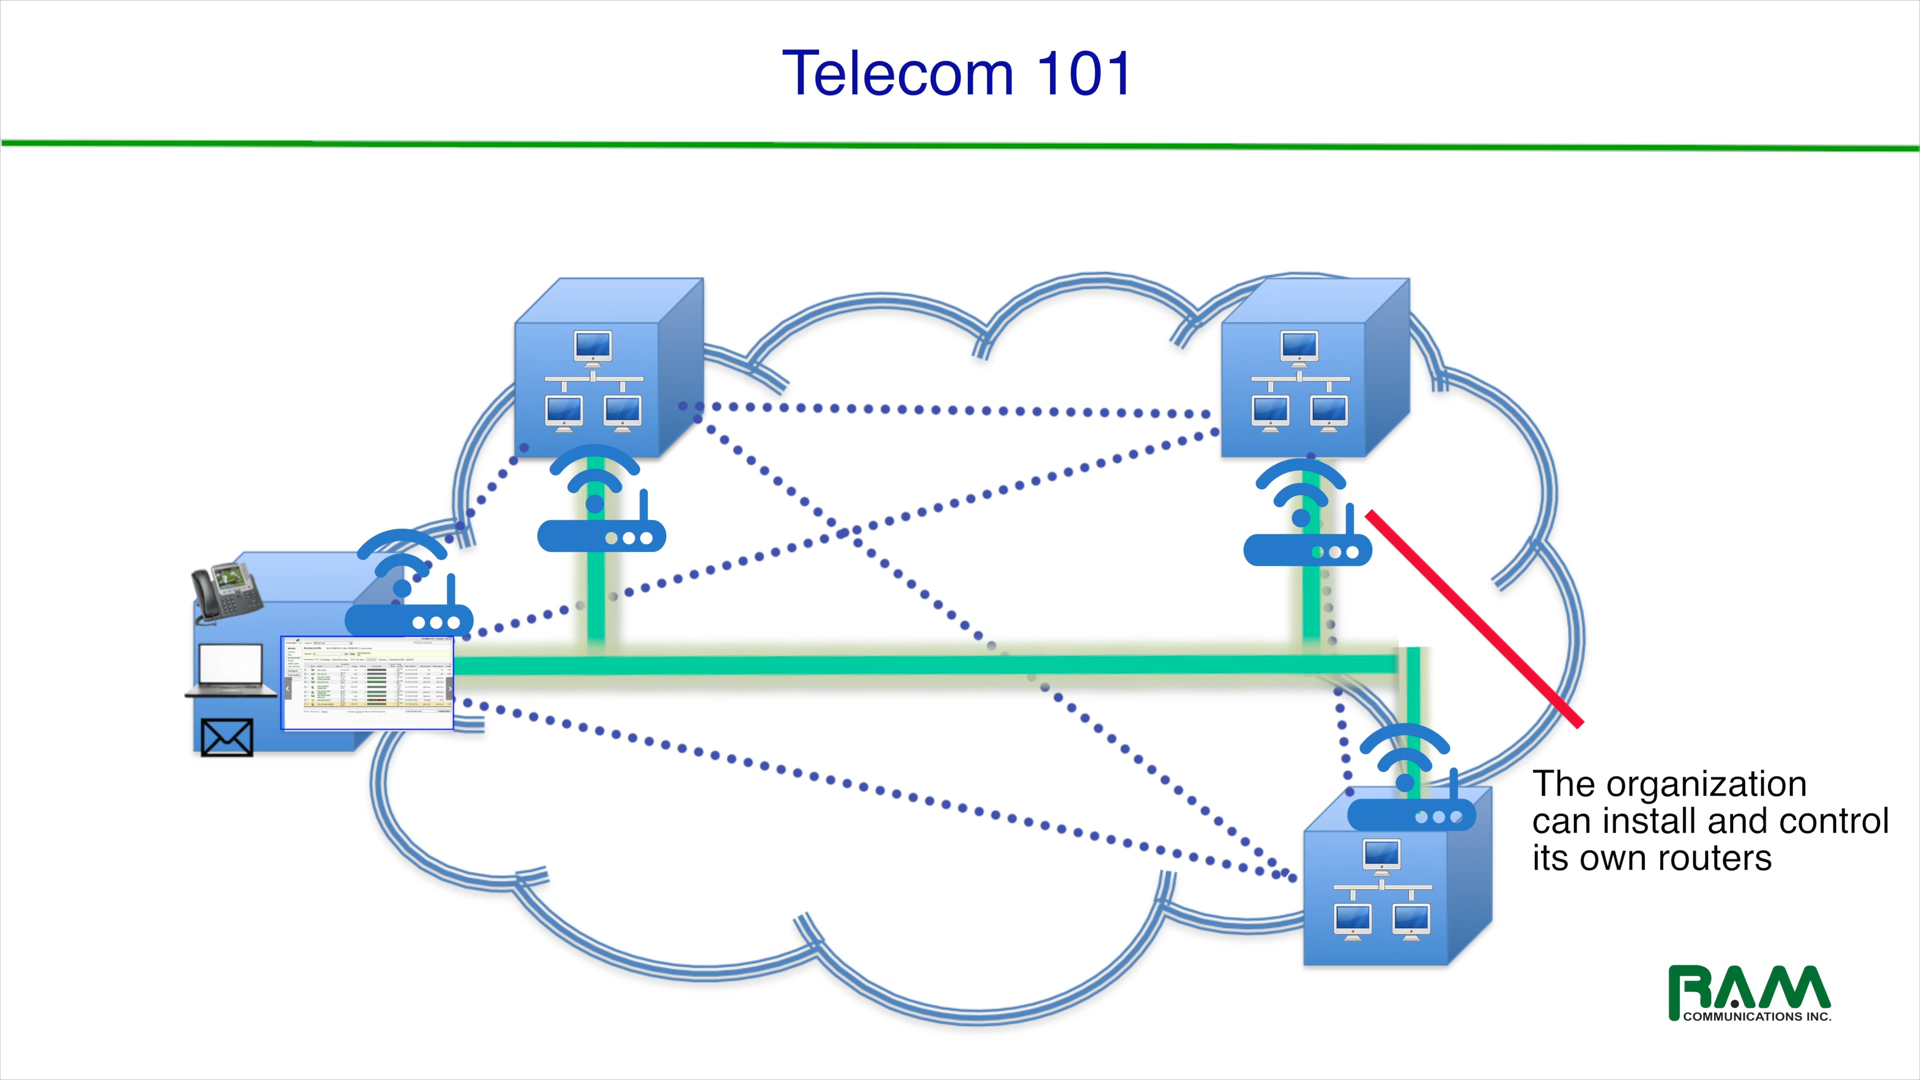 Telecom 101
The organization
can install and control
its own routers
RAM
COMMUNICATIONS INC.